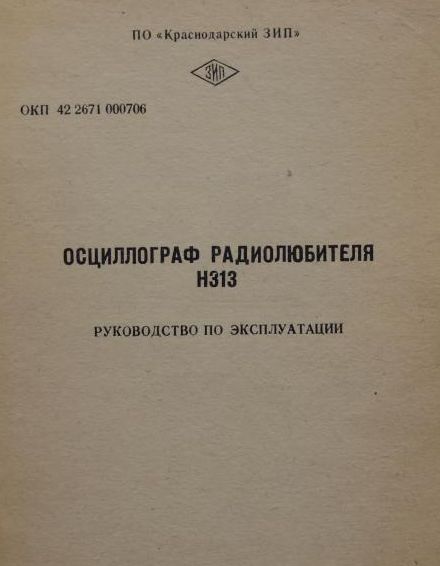 ПО «Краснодарский ЗИП»
ЗИП
ОКП 42 2671 000706
ОСЦИЛЛОГРАФ РАДИОЛЮБИТЕЛЯ
Н313
РУКОВОДСТВО ПО ЭКСПЛУАТАЦИИ